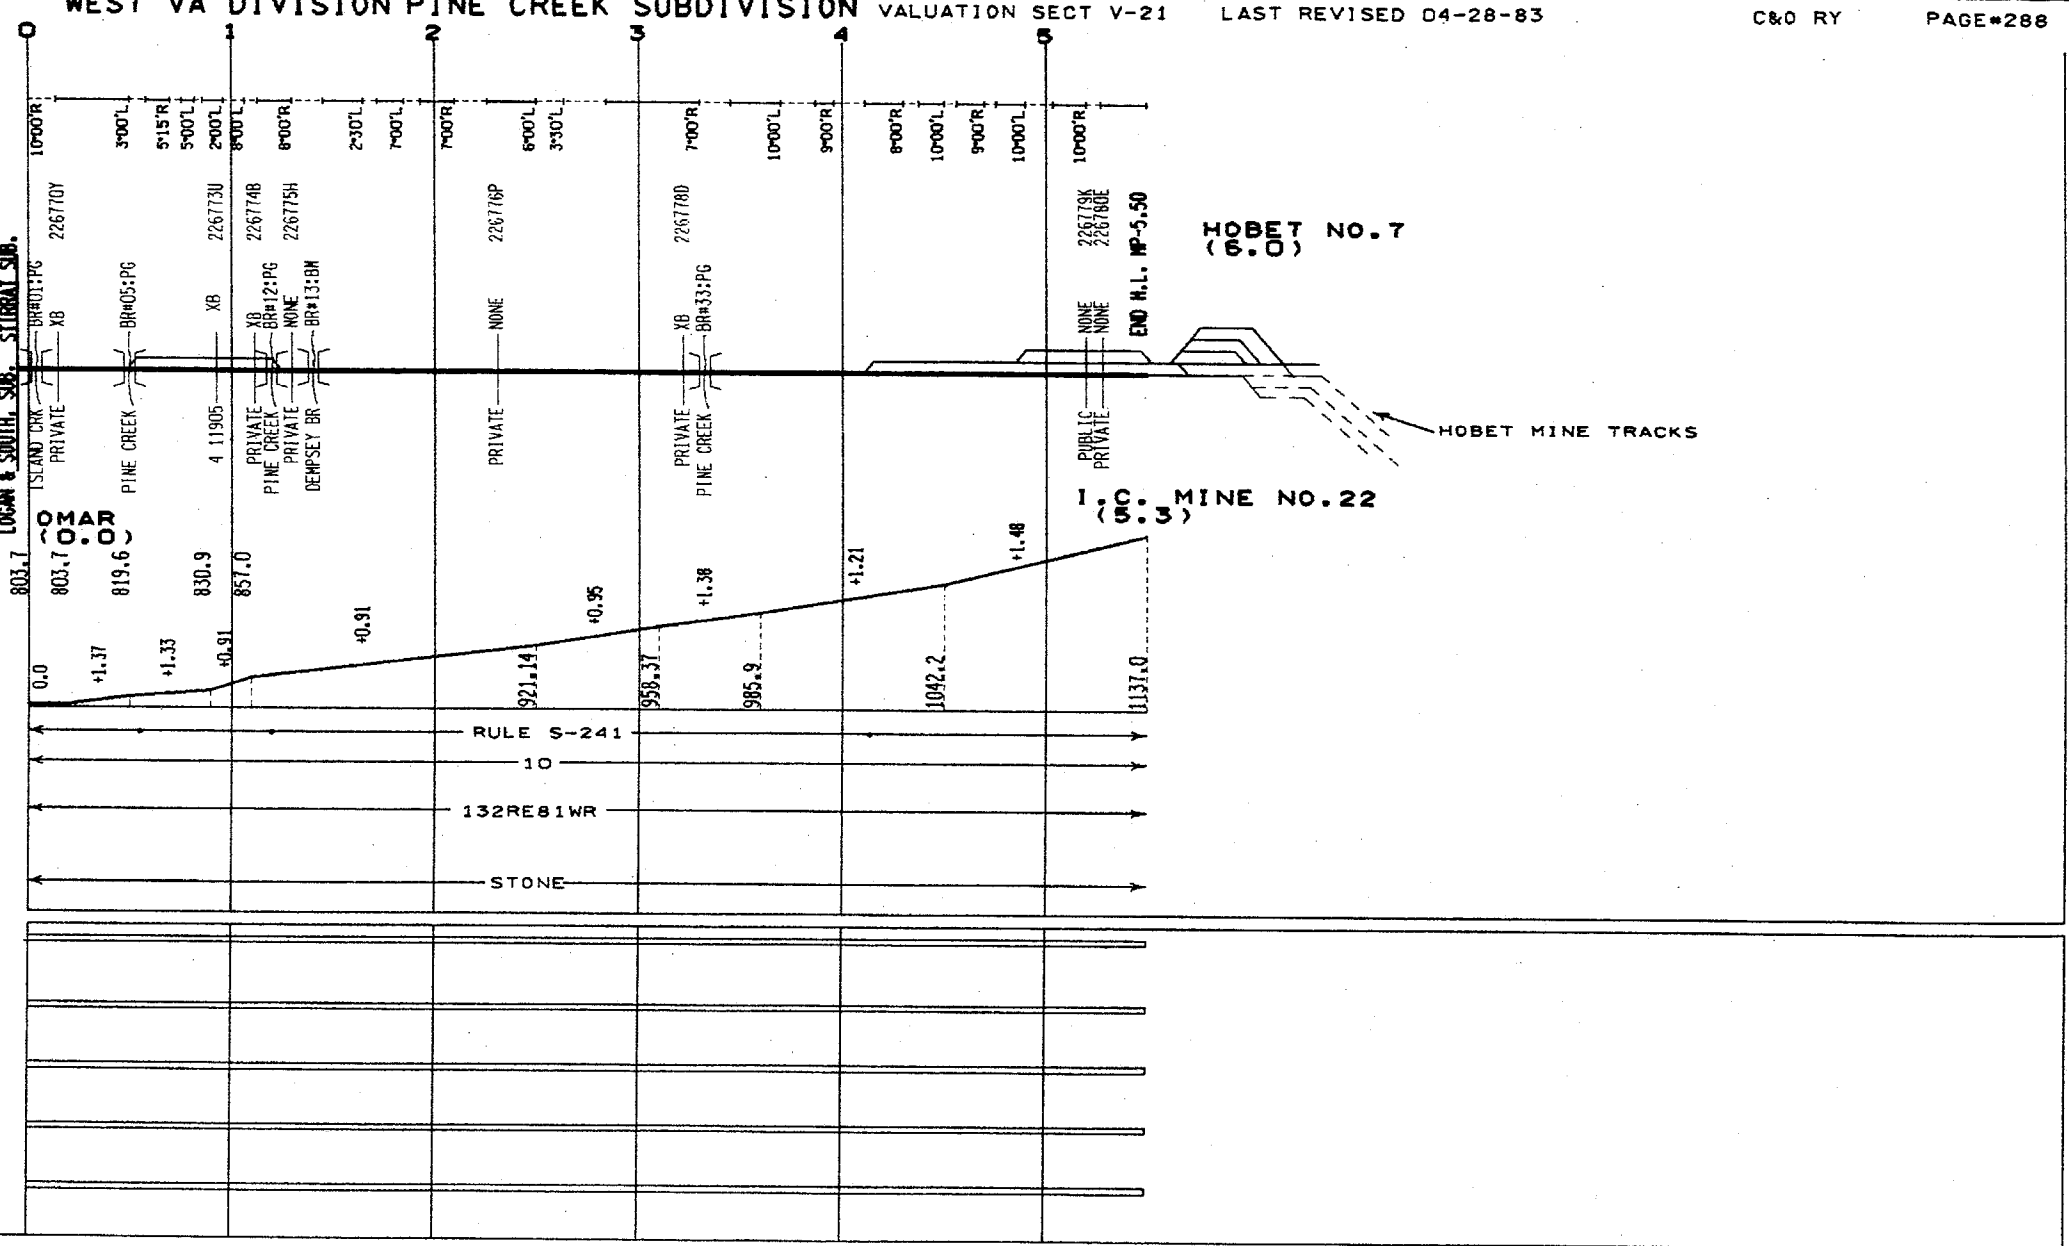 WEST VA DIVISION PINE CREEK SUBDIVISION VALUATION SECT V-21 LAST REVISED 04-28-83 C&O RY PAGE#288
0 1 2 3 4 5
10°00'R 3°00'L 5°15'R 5°00'L 2°00'L 8°00'L 8°00'R 2°30'L 7°00'L 7°00'R 6°00'L 3°30'L 7°00'R 10°00'L 9°00'R 8°00'R 10°00'L 9°00'R 10°00'L 10°00'R
226770Y 226773U 226774B 226775H 226776P 226778D 226779K 226780E
END M.L. MP-5.50
HOBET NO.7
(6.0)
LOGAN & SOUTH. SUB. STIRRAT SUB.
BR#01:PG XB BR#05:PG XB XB BR#12:PG NONE BR#13:BM NONE XB BR#33:PG NONE NONE
ISLAND CRK PRIVATE PINE CREEK 4 11905 PRIVATE PINE CREEK PRIVATE DEMPSEY BR PRIVATE PRIVATE PINE CREEK PUBLIC PRIVATE
HOBET MINE TRACKS
I.C. MINE NO.22
(5.3)
OMAR
(0.0)
803.7 803.7 819.6 830.9 857.0
0.0 +1.37 +1.33 +0.91 +0.91 +0.95 +1.38 +1.21 +1.48
921.14 958.37 985.9 1042.2 1137.0
RULE S-241
10
132RE81WR
STONE